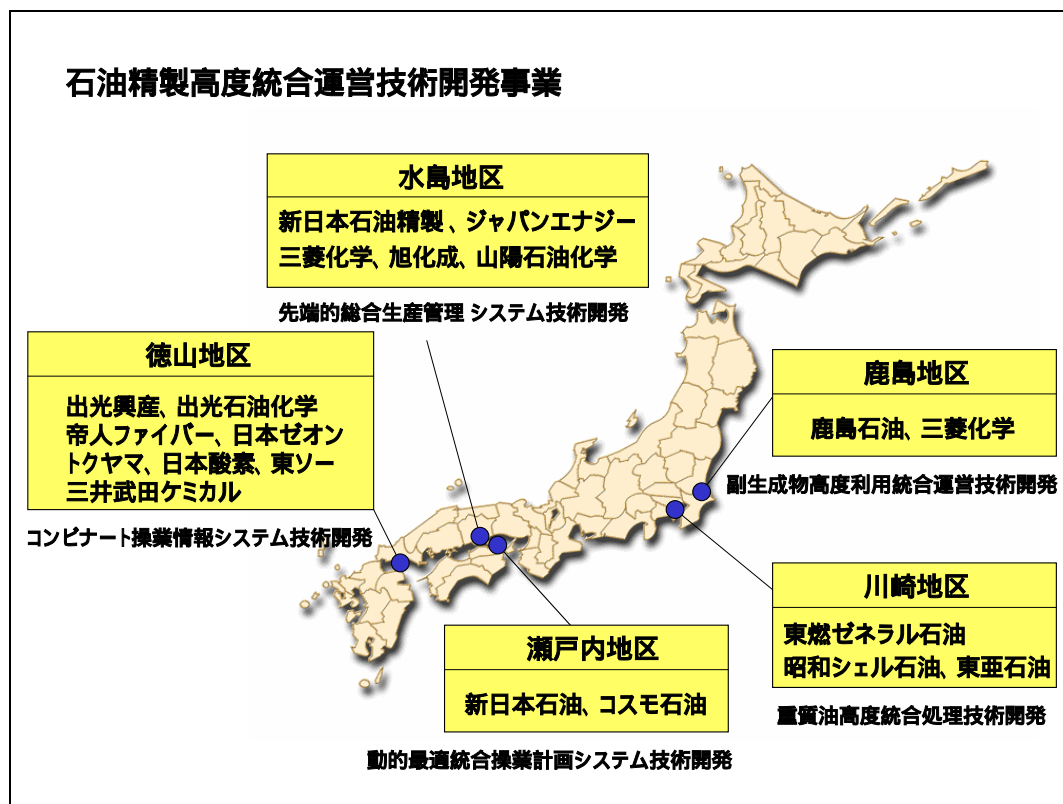 石油精製高度統合運営技術開発事業
水島地区
新日本石油精製、ジャパンエナジー
三菱化学、旭化成、山陽石油化学
先端的総合生産管理 システム技術開発
徳山地区
出光興産、出光石油化学
帝人ファイバー、日本ゼオン
トクヤマ、日本酸素、東ソー
三井武田ケミカル
コンビナート操業情報システム技術開発
鹿島地区
鹿島石油、三菱化学
副生成物高度利用統合運営技術開発
川崎地区
東燃ゼネラル石油
昭和シェル石油、東亜石油
重質油高度統合処理技術開発
瀬戸内地区
新日本石油、コスモ石油
動的最適統合操業計画システム技術開発